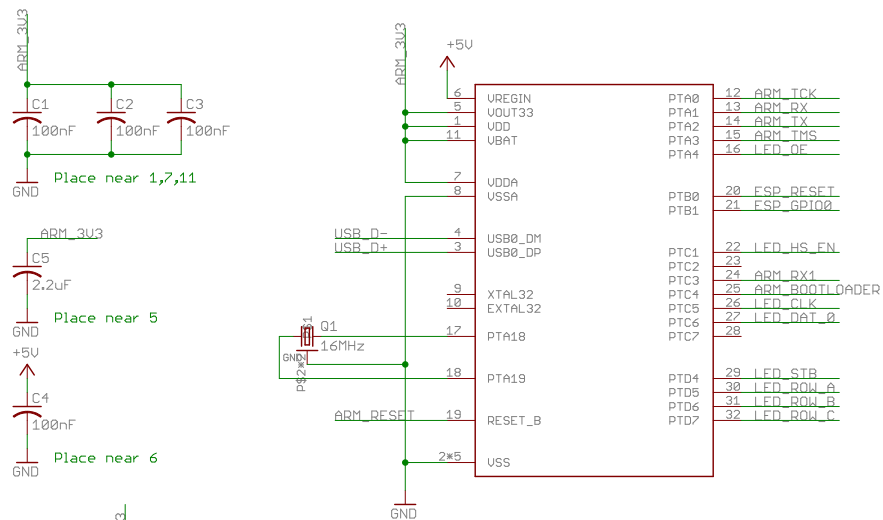 ARM_3V3
C1
100nF
C2
100nF
C3
100nF
GND
Place near 1,7,11
ARM_3V3
C5
2.2uF
GND
Place near 5
+5V
C4
100nF
GND
Place near 6
3
ARM_3V3
+5V
6 VREGIN
5 VOUT33
1 VDD
11 VBAT
7 VDDA
8 VSSA
USB_D- 4 USB0_DM
USB_D+ 3 USB0_DP
9 XTAL32
10 EXTAL32
Q1
16MHz
GND
17 PTA18
18 PTA19
ARM_RESET 19 RESET_B
2*5 VSS
GND
PTA0 12 ARM_TCK
PTA1 13 ARM_RX
PTA2 14 ARM_TX
PTA3 15 ARM_TMS
PTA4 16 LED_OE
PTB0 20 ESP_RESET
PTB1 21 ESP_GPIO0
PTC1 22 LED_HS_EN
PTC2 23
PTC3 24 ARM_RX1
PTC4 25 ARM_BOOTLOADER
PTC5 26 LED_CLK
PTC6 27 LED_DAT_0
PTC7 28
PTD4 29 LED_STB
PTD5 30 LED_ROW_A
PTD6 31 LED_ROW_B
PTD7 32 LED_ROW_C